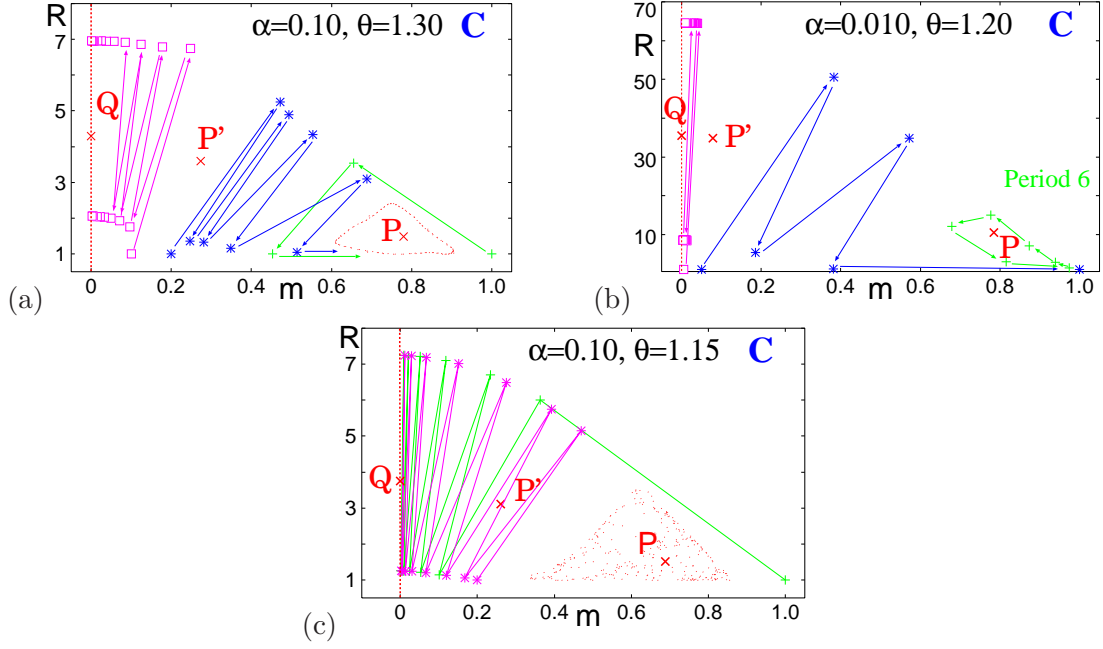 R
α=0.10, θ=1.30 C
7
5
3
1
Q
P'
P
0 0.2 0.4 0.6 0.8 1.0
m
(a)
70
R
α=0.010, θ=1.20 C
50
30
10
1
Q
P'
Period 6
P
0 0.2 0.4 0.6 0.8 1.0
m
(b)
R
α=0.10, θ=1.15 C
7
5
3
1
Q
P'
P
0 0.2 0.4 0.6 0.8 1.0
m
(c)